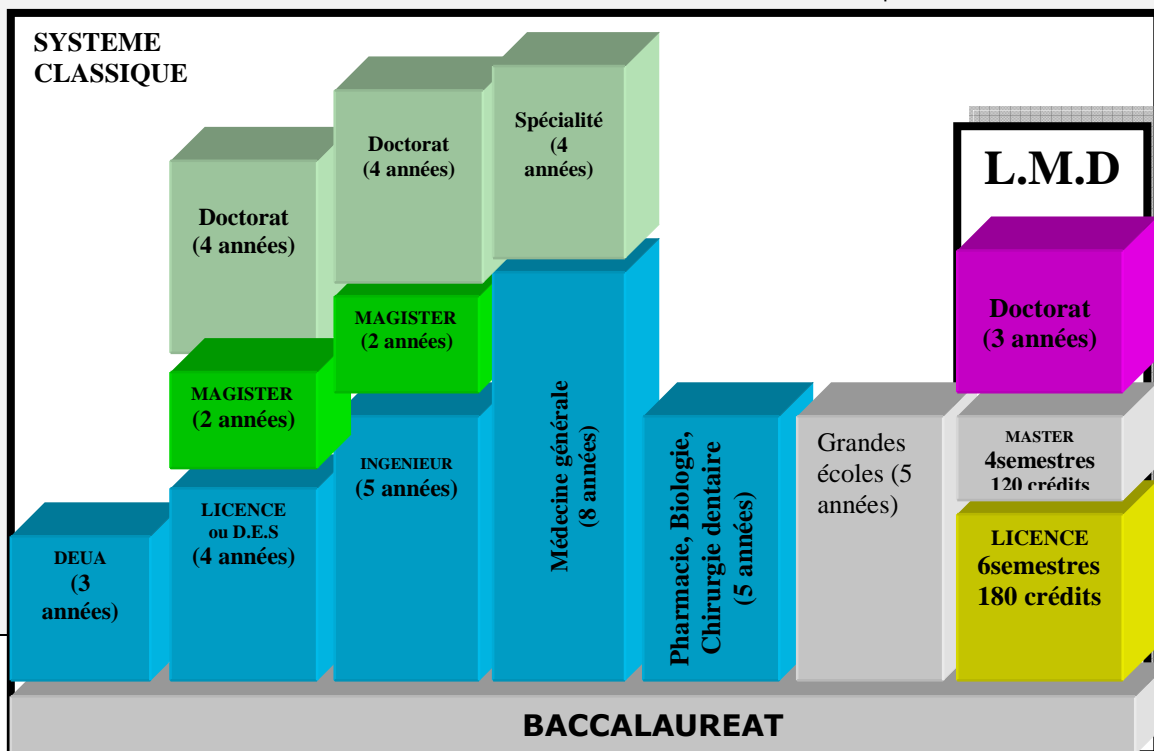 SYSTEME
CLASSIQUE
DEUA
(3
années)
Doctorat
(4 années)
MAGISTER
(2 années)
LICENCE
ou D.E.S
(4 années)
Doctorat
(4 années)
MAGISTER
(2 années)
INGENIEUR
(5 années)
Spécialité
(4
années)
Médecine générale
(8 années)
Pharmacie, Biologie,
Chirurgie dentaire
(5 années)
Grandes
écoles (5
années)
L.M.D
Doctorat
(3 années)
MASTER
4semestres
120 crédits
LICENCE
6semestres
180 crédits
BACCALAUREAT